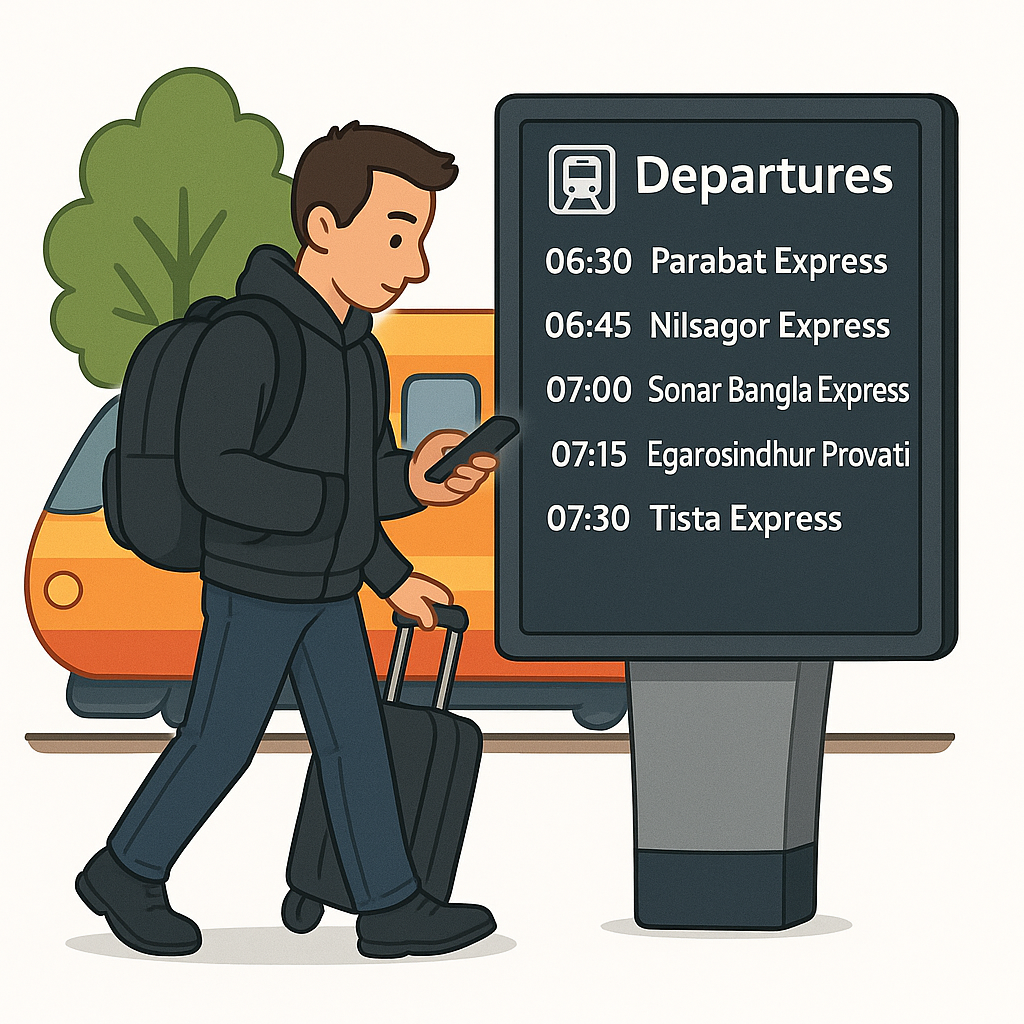 Departures
06:30 Parabat Express
06:45 Nilsagor Express
07:00 Sonar Bangla Express
07:15 Egarosindhur Provati
07:30 Tista Express